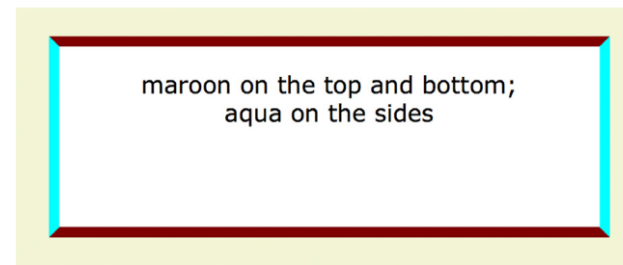 maroon on the top and bottom;
aqua on the sides